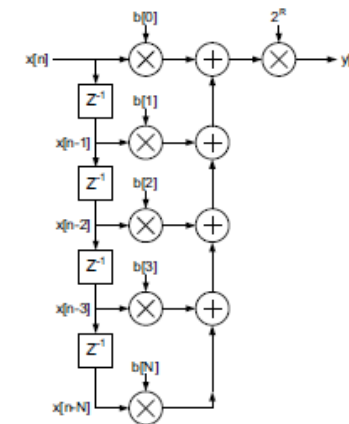 b[0] 2^R
x[n] y[
Z⁻¹ b[1]
x[n-1]
Z⁻¹ b[2]
x[n-2]
Z⁻¹ b[3]
x[n-3]
Z⁻¹ b[N]
x[n-N]